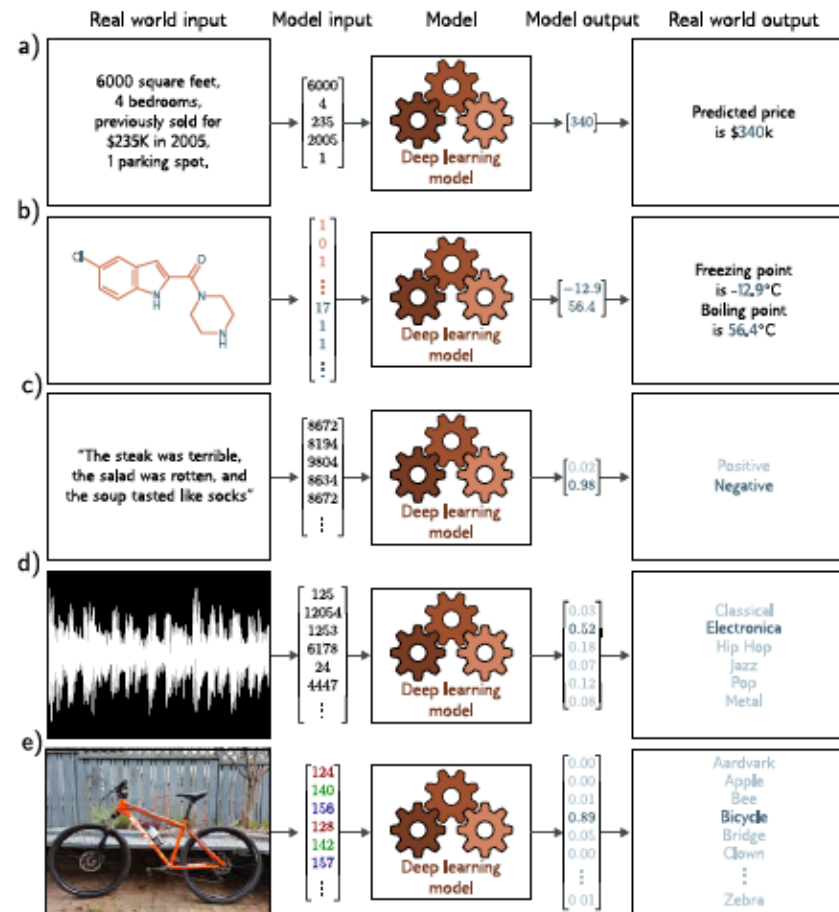 Real world input
Model input
Model
Model output
Real world output
a)
6000 square feet,
4 bedrooms,
previously sold for
$235K in 2005,
1 parking spot.
6000
4
235
2005
1
Deep learning
model
340
Predicted price
is $340k
b)
Cl
N
H
O
N
N
H
1
0
1
⋮
17
1
1
⋮
Deep learning
model
−12.9
56.4
Freezing point
is -12.9°C
Boiling point
is 56.4°C
c)
"The steak was terrible,
the salad was rotten, and
the soup tasted like socks"
8672
8194
9804
8634
8672
⋮
Deep learning
model
0.02
0.98
Positive
Negative
d)
125
12054
1253
6178
24
4447
⋮
Deep learning
model
0.03
0.52
0.18
0.07
0.12
0.08
Classical
Electronica
Hip Hop
Jazz
Pop
Metal
e)
124
140
156
128
142
157
⋮
Deep learning
model
0.00
0.00
0.01
0.89
0.05
0.00
⋮
0.01
Aardvark
Apple
Bee
Bicycle
Bridge
Clown
⋮
Zebra